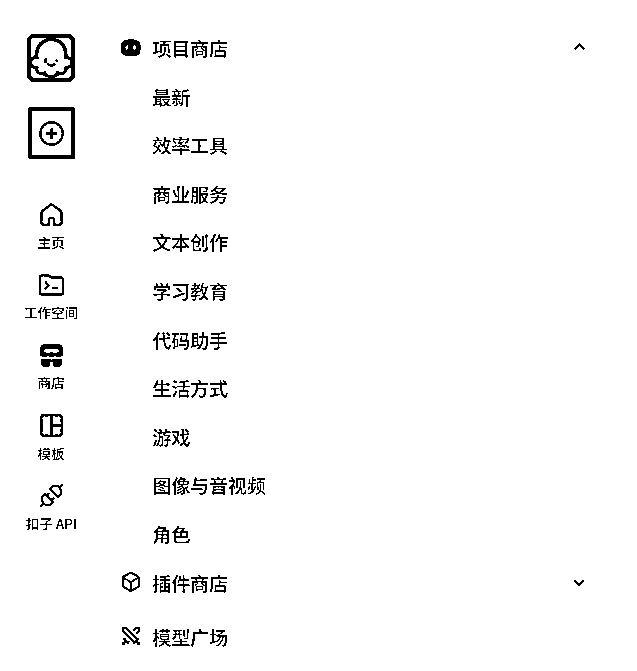 主页
工作空间
商店
模板
扣子 API
项目商店
最新
效率工具
商业服务
文本创作
学习教育
代码助手
生活方式
游戏
图像与音视频
角色
插件商店
模型广场